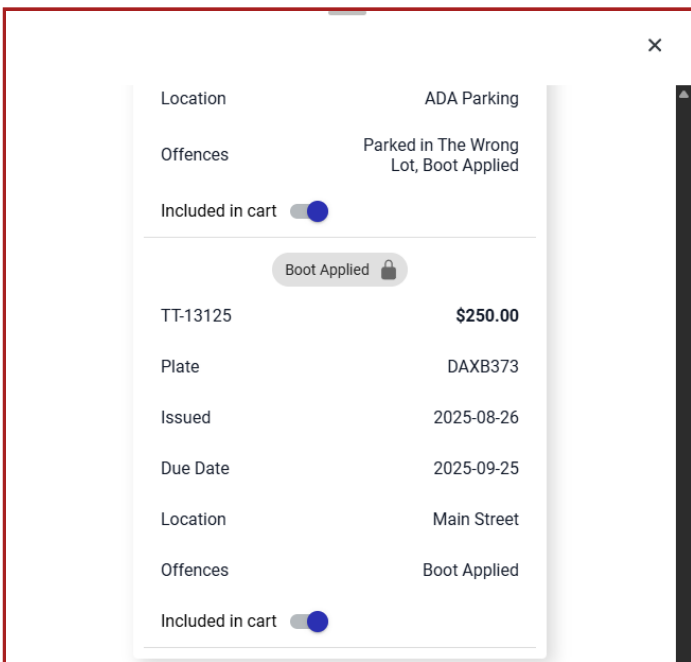 ×
Location ADA Parking
Offences Parked in The Wrong
Lot, Boot Applied
Included in cart
Boot Applied
TT-13125 $250.00
Plate DAXB373
Issued 2025-08-26
Due Date 2025-09-25
Location Main Street
Offences Boot Applied
Included in cart